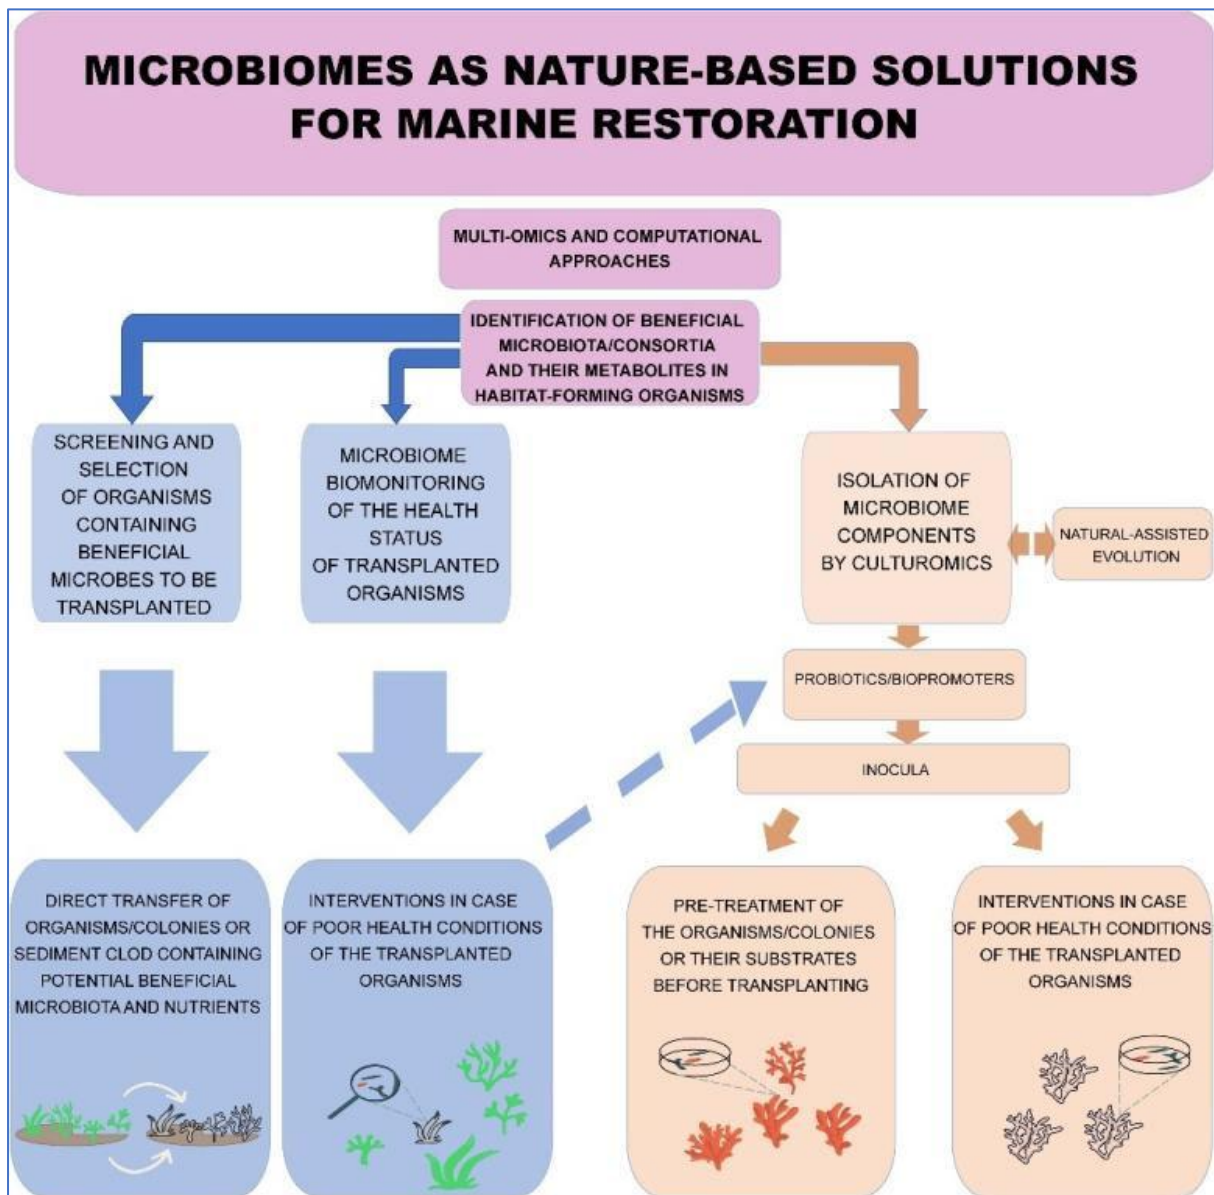 MICROBIOMES AS NATURE-BASED SOLUTIONS
FOR MARINE RESTORATION
MULTI-OMICS AND COMPUTATIONAL
APPROACHES
IDENTIFICATION OF BENEFICIAL
MICROBIOTA/CONSORTIA
AND THEIR METABOLITES IN
HABITAT-FORMING ORGANISMS
SCREENING AND
SELECTION
OF ORGANISMS
CONTAINING
BENEFICIAL
MICROBES TO BE
TRANSPLANTED
MICROBIOME
BIOMONITORING
OF THE HEALTH
STATUS
OF TRANSPLANTED
ORGANISMS
ISOLATION OF
MICROBIOME
COMPONENTS
BY CULTUROMICS
NATURAL-ASSISTED
EVOLUTION
PROBIOTICS/BIOPROMOTERS
INOCULA
DIRECT TRANSFER OF
ORGANISMS/COLONIES OR
SEDIMENT CLOD CONTAINING
POTENTIAL BENEFICIAL
MICROBIOTA AND NUTRIENTS
INTERVENTIONS IN CASE
OF POOR HEALTH CONDITIONS
OF THE TRANSPLANTED
ORGANISMS
PRE-TREATMENT OF
THE ORGANISMS/COLONIES
OR THEIR SUBSTRATES
BEFORE TRANSPLANTING
INTERVENTIONS IN CASE
OF POOR HEALTH CONDITIONS
OF THE TRANSPLANTED
ORGANISMS